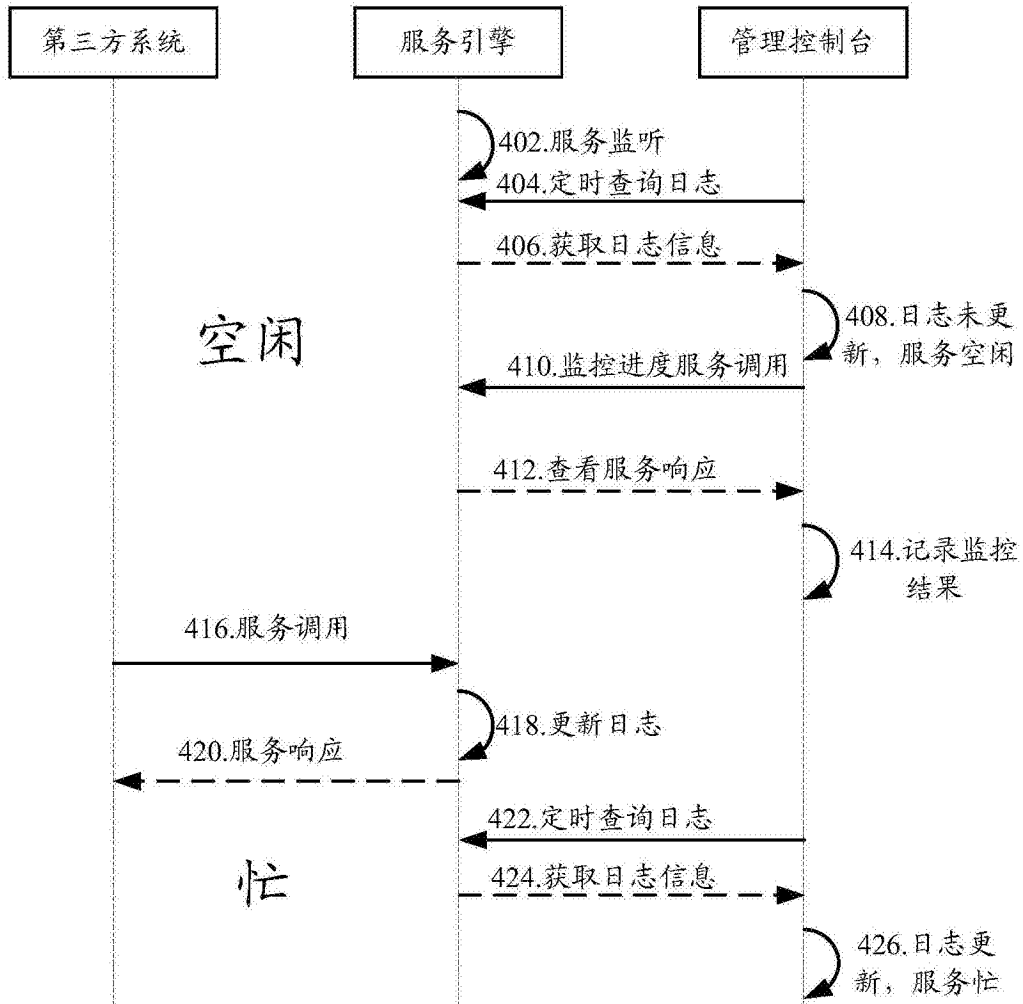 第三方系统
服务引擎
管理控制台
402.服务监听
404.定时查询日志
406.获取日志信息
空闲
408.日志未更
新，服务空闲
410.监控进度服务调用
412.查看服务响应
414.记录监控
结果
416.服务调用
418.更新日志
420.服务响应
422.定时查询日志
忙
424.获取日志信息
426.日志更
新，服务忙